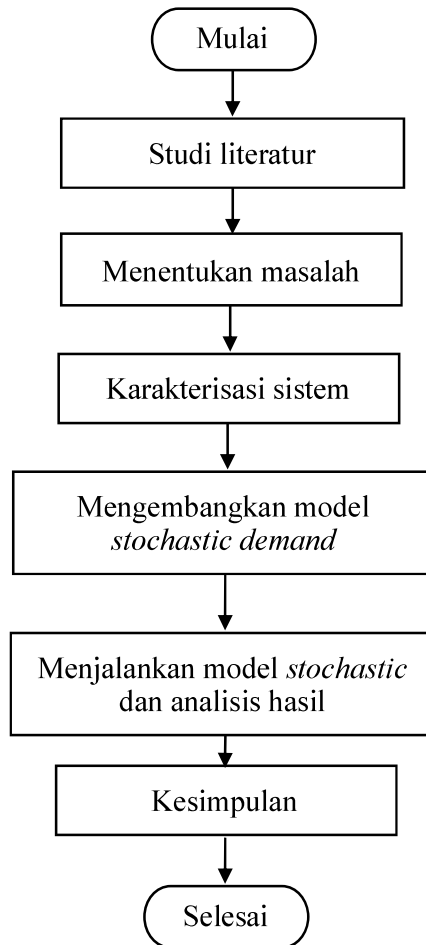 Mulai
Studi literatur
Menentukan masalah
Karakterisasi sistem
Mengembangkan model
stochastic demand
Menjalankan model stochastic
dan analisis hasil
Kesimpulan
Selesai